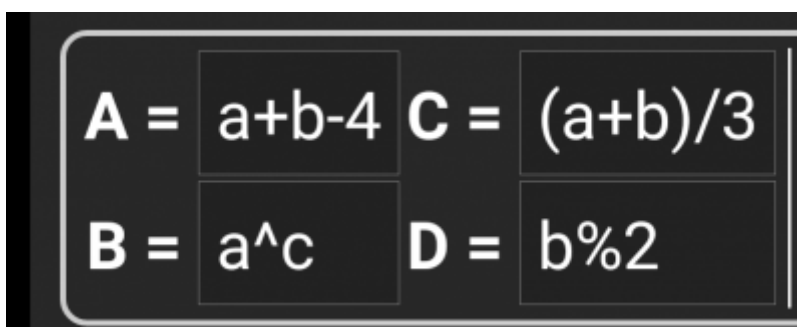 A = a+b-4 C = (a+b)/3
B = a^c D = b%2